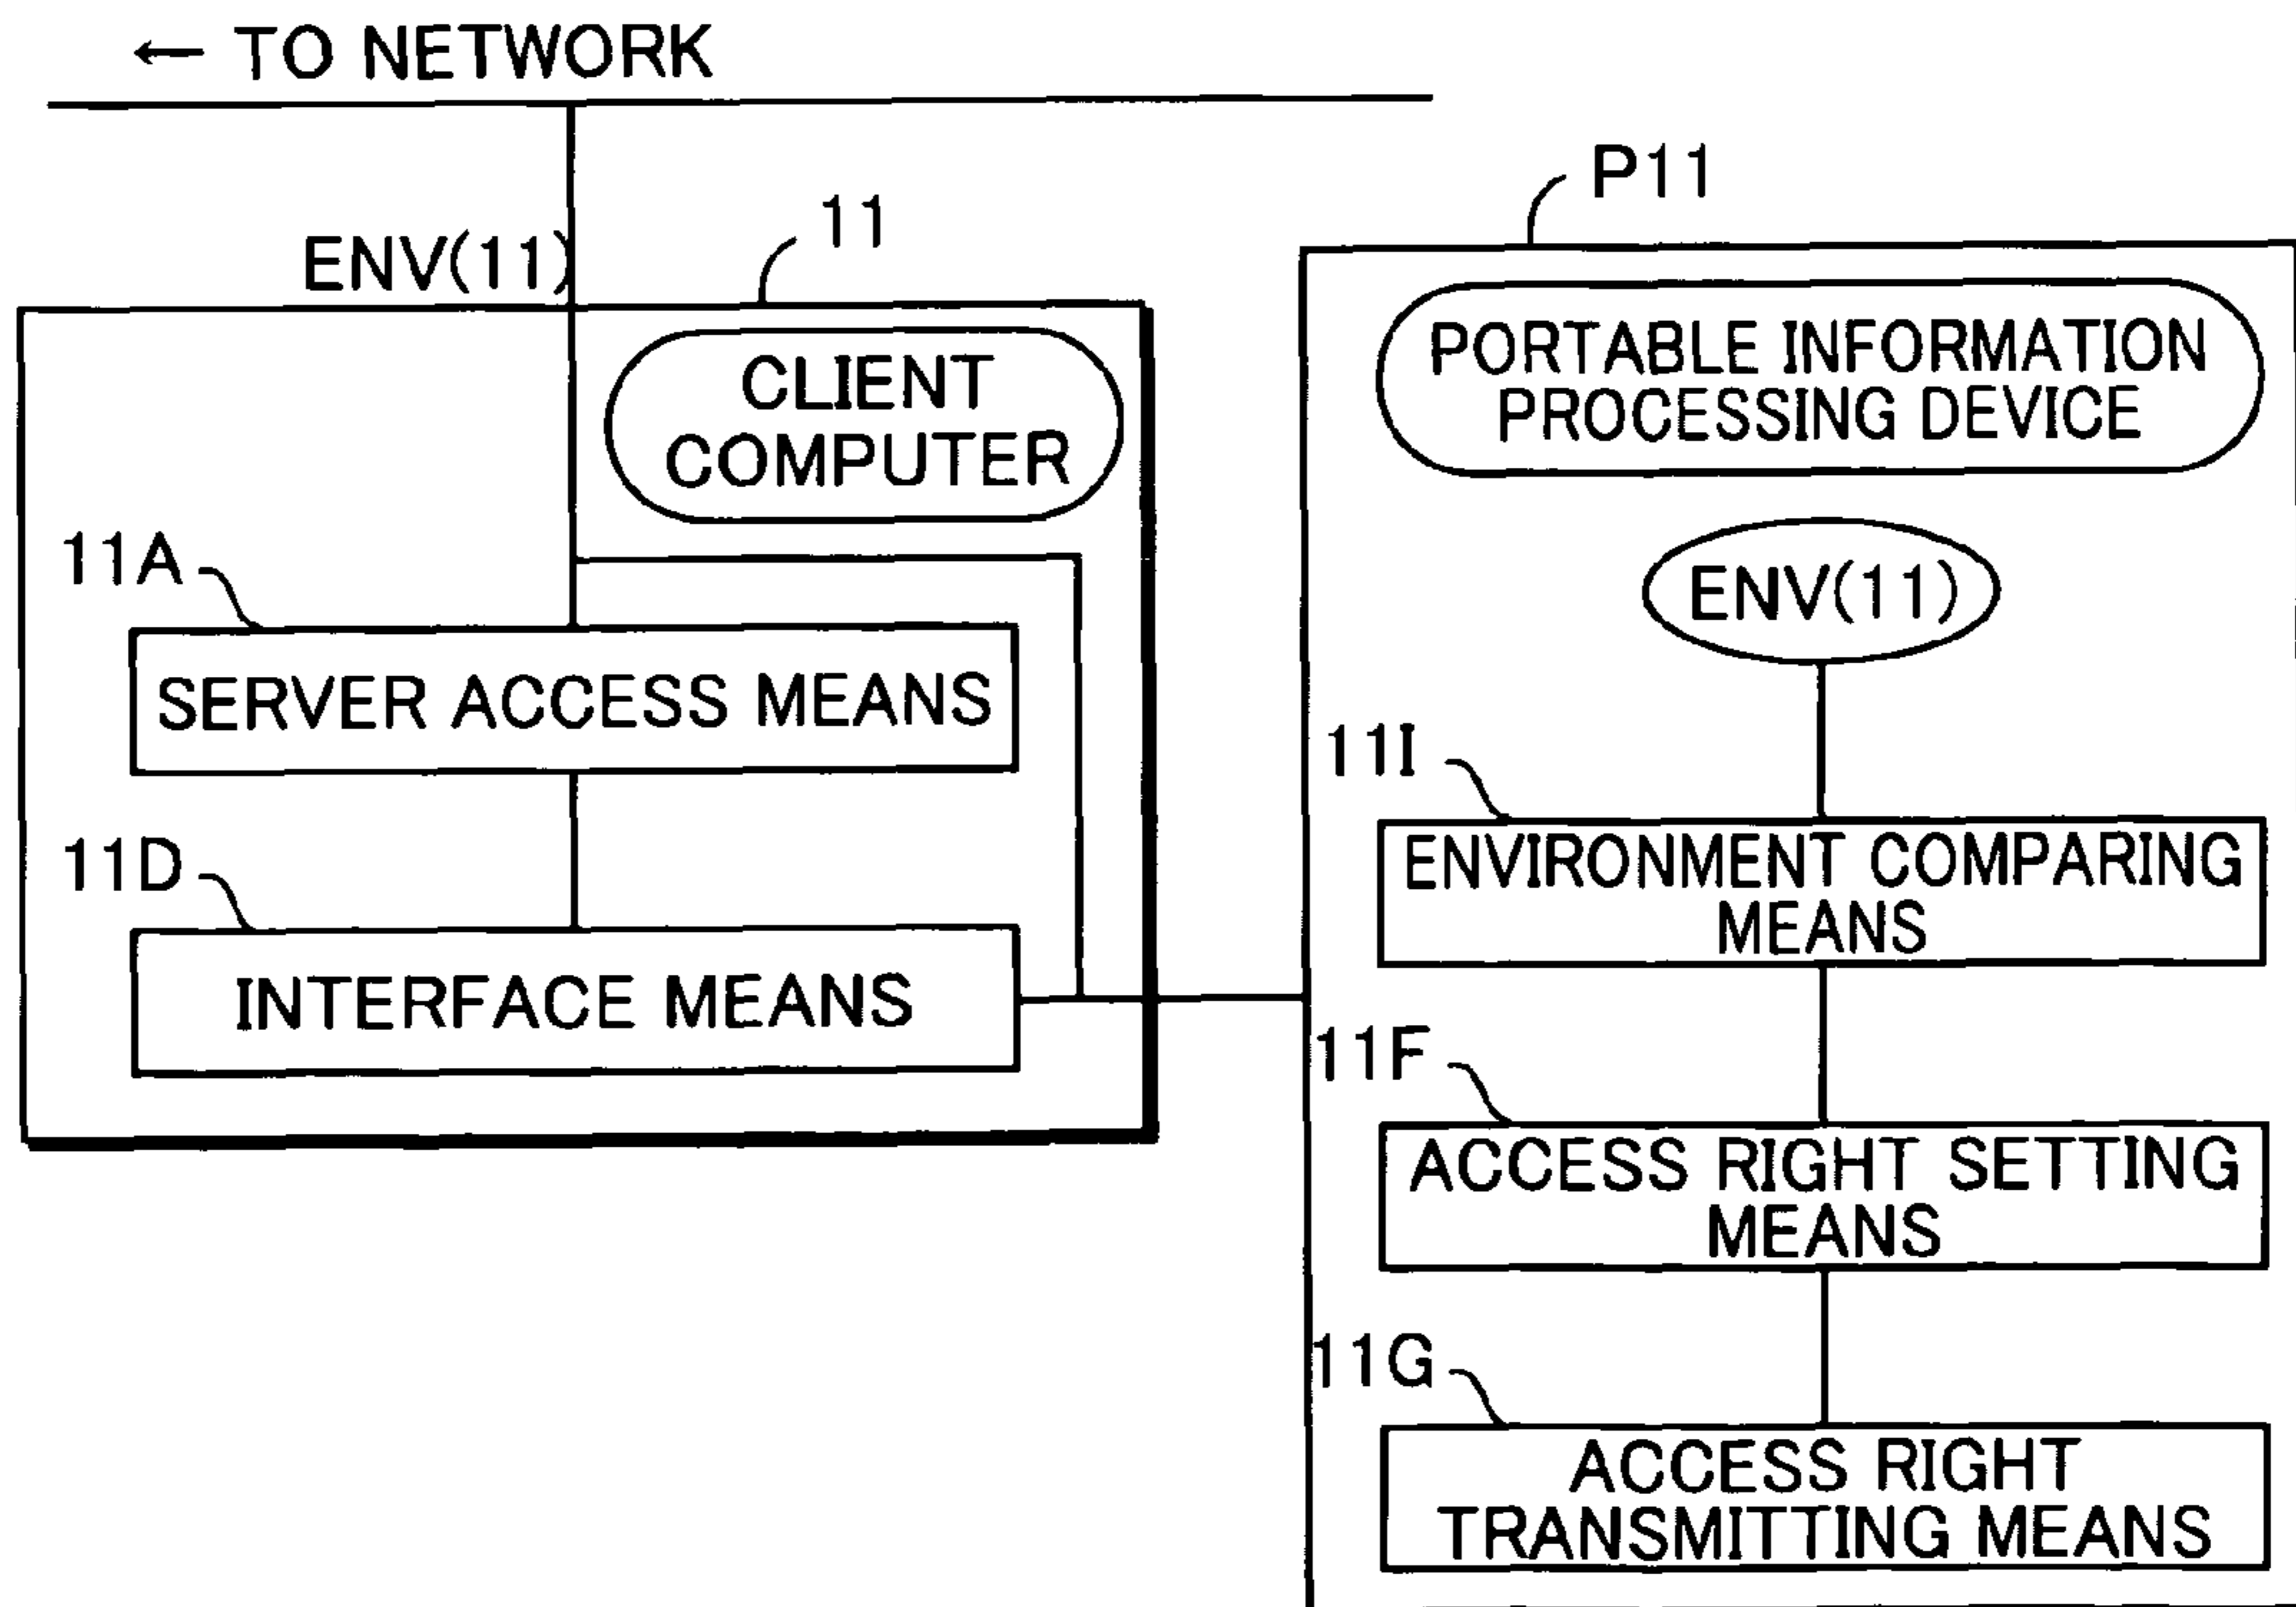 ← TO NETWORK
ENV(11)
11
CLIENT
COMPUTER
11A
SERVER ACCESS MEANS
11D
INTERFACE MEANS
P11
PORTABLE INFORMATION
PROCESSING DEVICE
ENV(11)
11I
ENVIRONMENT COMPARING
MEANS
11F
ACCESS RIGHT SETTING
MEANS
11G
ACCESS RIGHT
TRANSMITTING MEANS